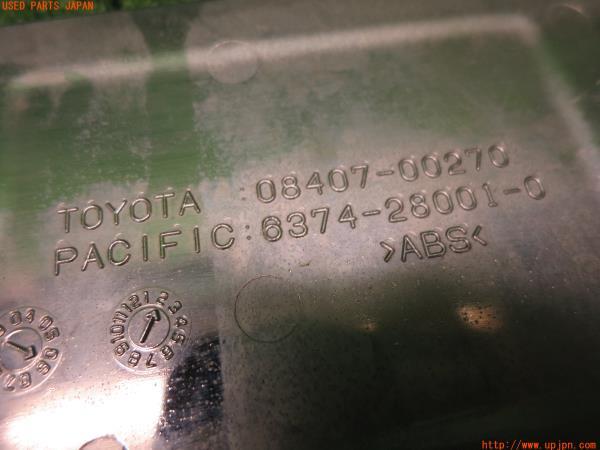 USED PARTS JAPAN
TOYOTA : 08407-00270
PACIFIC : 6374-28001-0
>ABS<
http://www.upjpn.com/